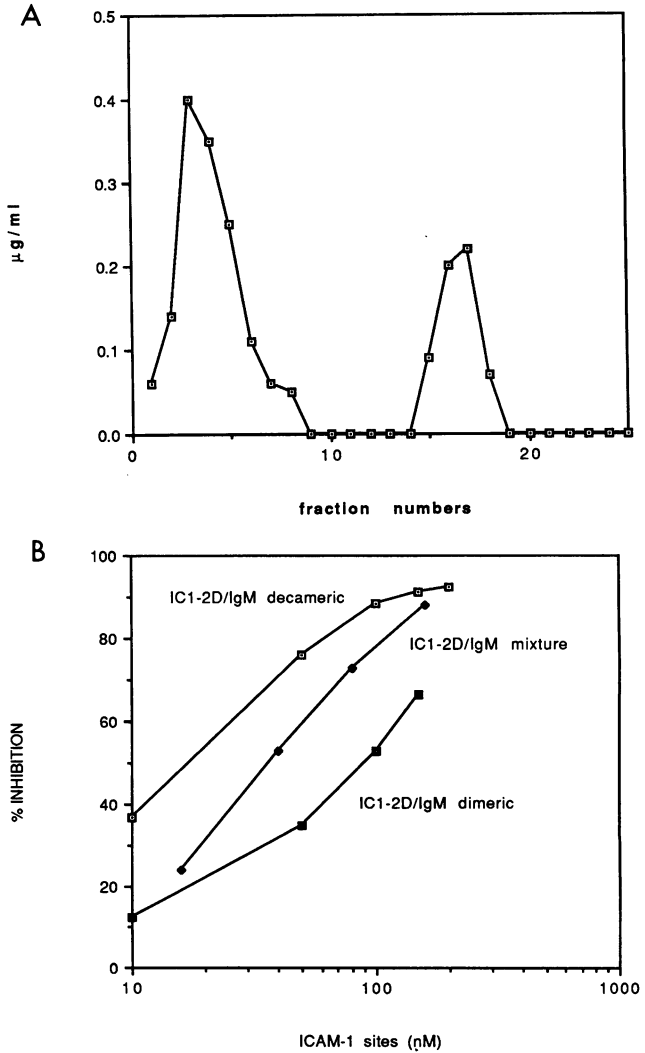 A
0.5
0.4
0.3
0.2
0.1
0.0
µg/ml
0
10
20
fraction numbers
B
100
80
60
40
20
0
% INHIBITION
IC1-2D/IgM decameric
IC1-2D/IgM mixture
IC1-2D/IgM dimeric
10
100
1000
ICAM-1 sites (nM)